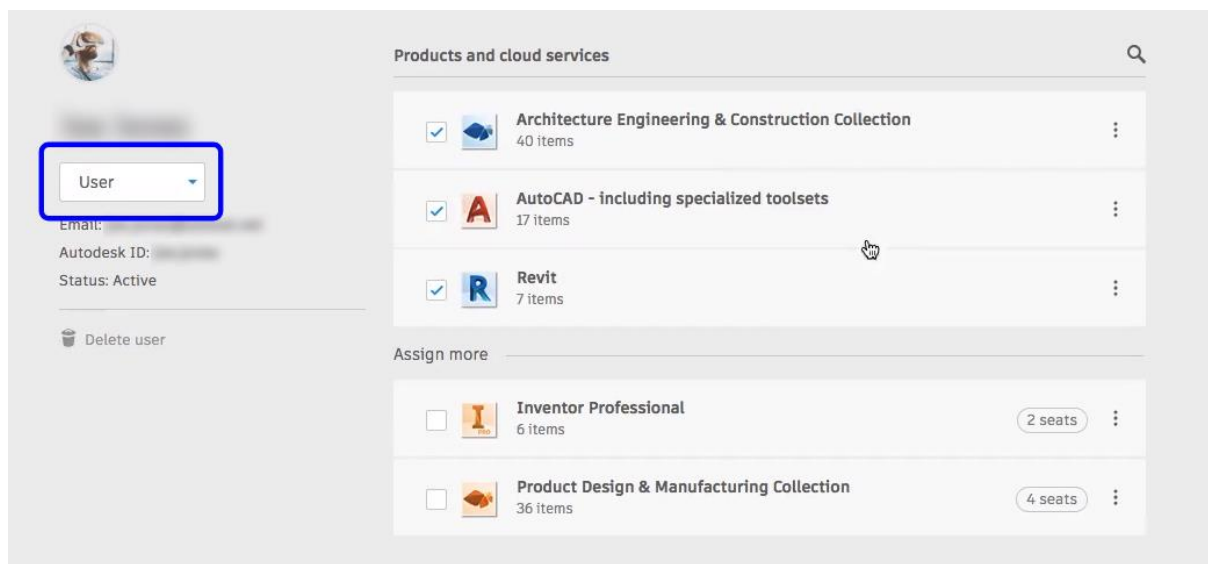 User
Email:
Autodesk ID:
Status: Active
Delete user
Products and cloud services
Architecture Engineering & Construction Collection
40 items
A
AutoCAD - including specialized toolsets
17 items
R
Revit
7 items
Assign more
I
PRO
Inventor Professional
6 items
2 seats
Product Design & Manufacturing Collection
36 items
4 seats